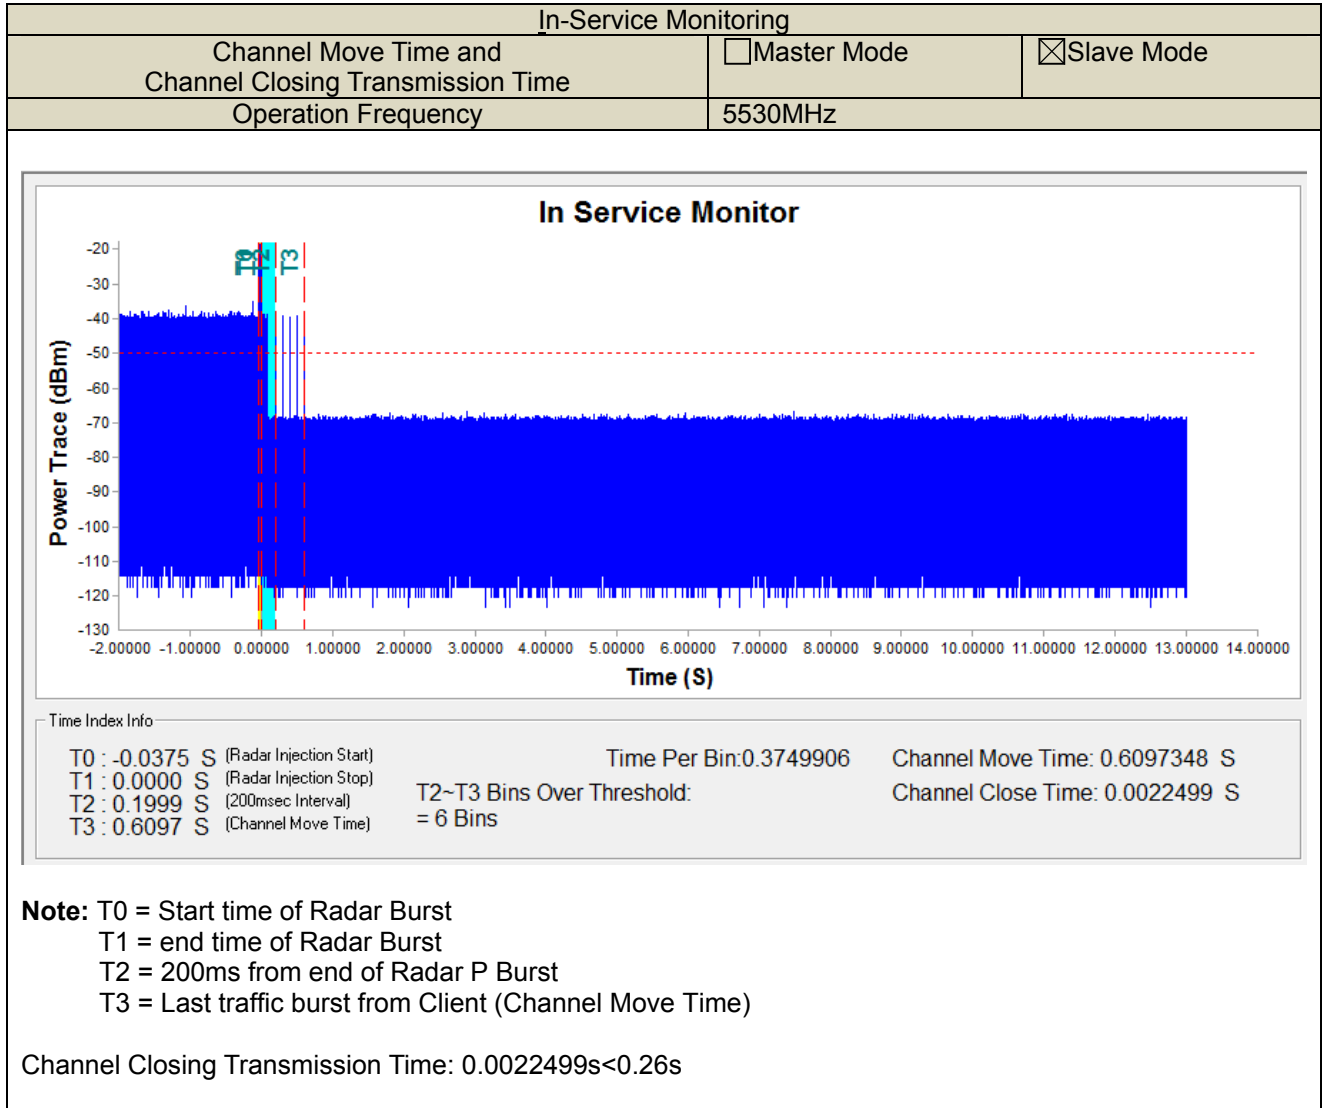 In-Service Monitoring
Channel Move Time and
Channel Closing Transmission Time
Master Mode
Slave Mode
Operation Frequency
5530MHz
In Service Monitor
T0
T2
T3
Power Trace (dBm)
-20
-30
-40
-50
-60
-70
-80
-90
-100
-110
-120
-130
-2.00000 -1.00000 0.00000 1.00000 2.00000 3.00000 4.00000 5.00000 6.00000 7.00000 8.00000 9.00000 10.00000 11.00000 12.00000 13.00000 14.00000
Time (S)
Time Index Info
T0 : -0.0375 S (Radar Injection Start)
T1 : 0.0000 S (Radar Injection Stop)
T2 : 0.1999 S (200msec Interval)
T3 : 0.6097 S (Channel Move Time)
Time Per Bin:0.3749906
T2~T3 Bins Over Threshold:
= 6 Bins
Channel Move Time: 0.6097348 S
Channel Close Time: 0.0022499 S
Note: T0 = Start time of Radar Burst
T1 = end time of Radar Burst
T2 = 200ms from end of Radar P Burst
T3 = Last traffic burst from Client (Channel Move Time)
Channel Closing Transmission Time: 0.0022499s<0.26s